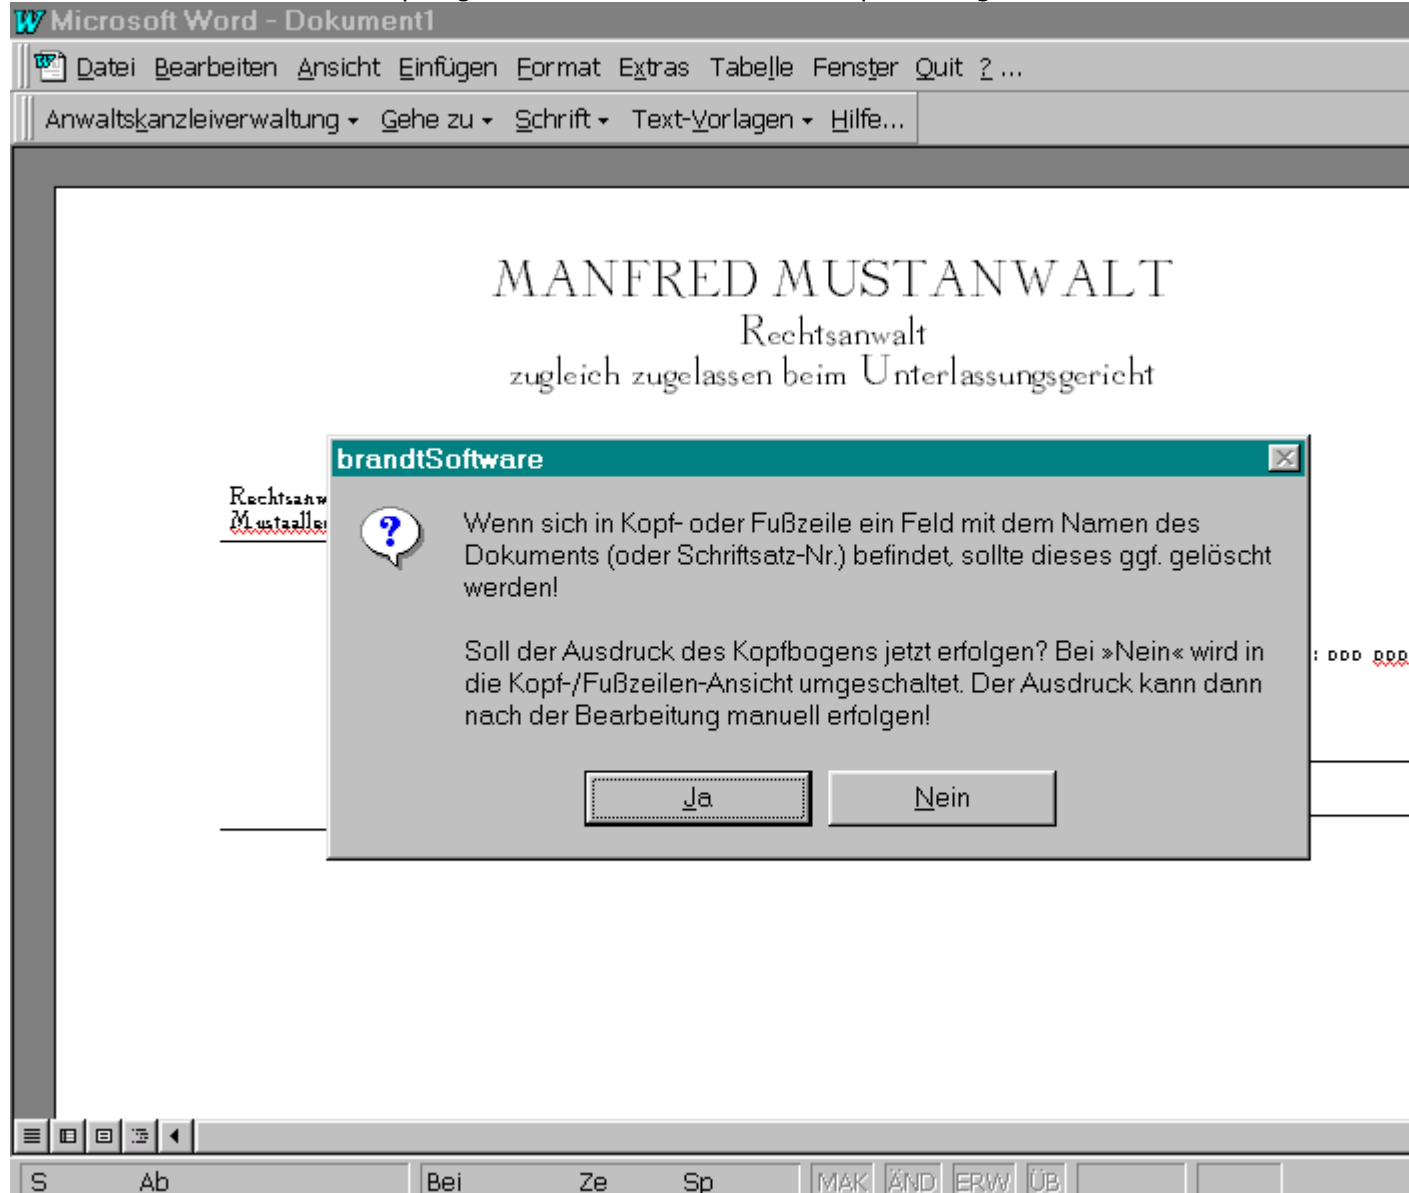 Microsoft Word - Dokument1
Datei Bearbeiten Ansicht Einfügen Format Extras Tabelle Fenster Quit ? ...
Anwaltskanzleiverwaltung Gehe zu Schrift Text-Vorlagen Hilfe...
MANFRED MUSTANWALT
Rechtsanwalt
zugleich zugelassen beim Unterlassungsgericht
brandtSoftware
Wenn sich in Kopf- oder Fußzeile ein Feld mit dem Namen des
Dokuments (oder Schriftsatz-Nr.) befindet, sollte dieses ggf. gelöscht
werden!
Soll der Ausdruck des Kopfbogens jetzt erfolgen? Bei »Nein« wird in
die Kopf-/Fußzeilen-Ansicht umgeschaltet. Der Ausdruck kann dann
nach der Bearbeitung manuell erfolgen!
Ja Nein
S Ab Bei Ze Sp MAK ÄND ERW ÜB